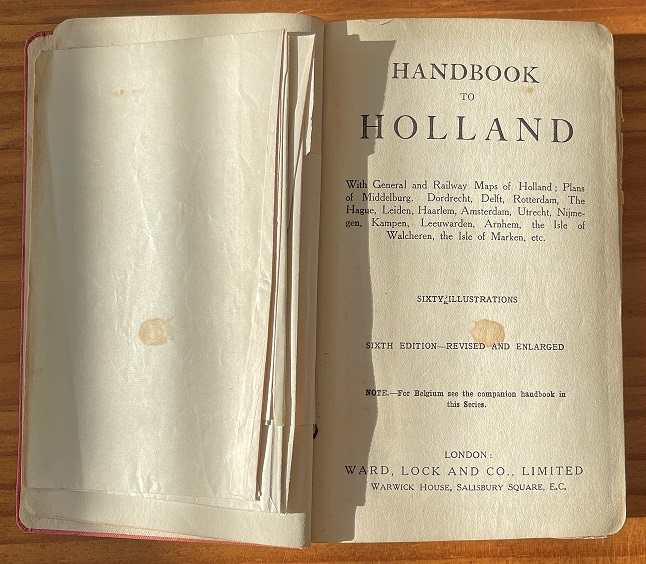 HANDBOOK
TO
HOLLAND
With General and Railway Maps of Holland; Plans
of Middelburg. Dordrecht, Delft, Rotterdam, The
Hague, Leiden, Haarlem, Amsterdam, Utrecht, Nijme-
gen, Kampen, Leeuwarden, Arnhem, the Isle of
Walcheren, the Isle of Marken, etc.
SIXTY ILLUSTRATIONS
SIXTH EDITION—REVISED AND ENLARGED
NOTE.—For Belgium see the companion handbook in
this Series.
LONDON:
WARD, LOCK AND CO., LIMITED
WARWICK HOUSE, SALISBURY SQUARE, E.C.